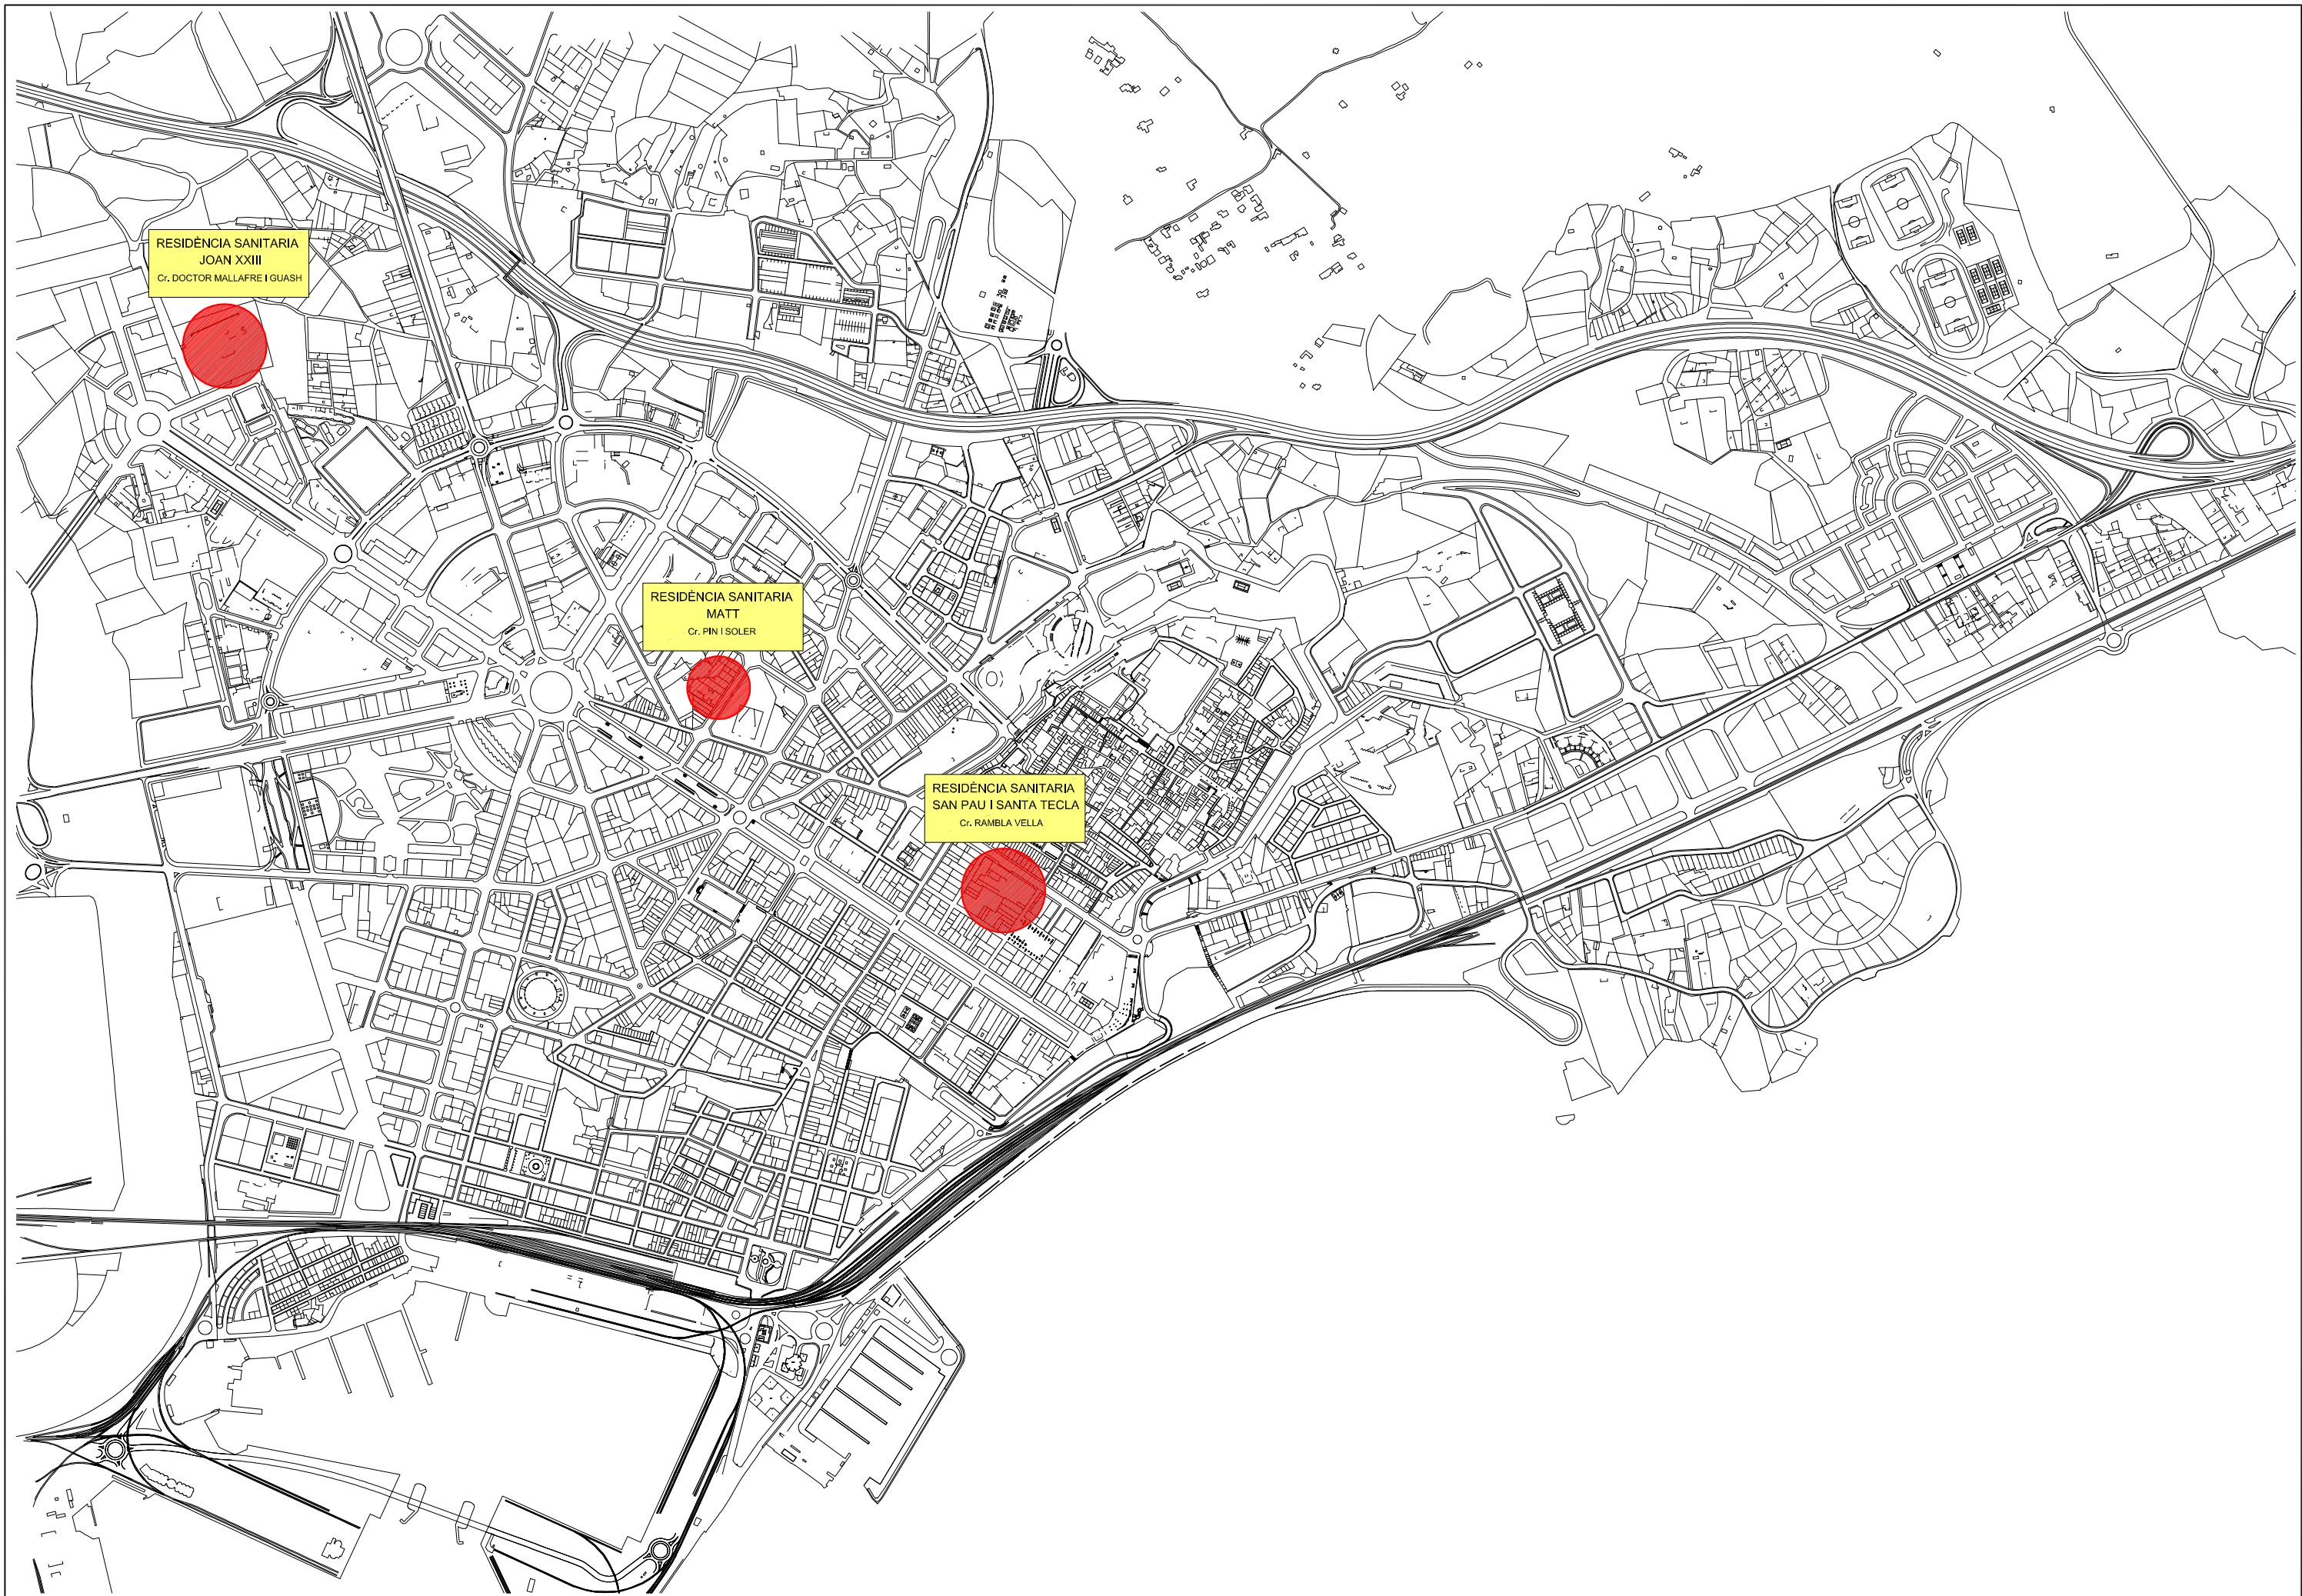 RESIDÈNCIA SANITARIA
JOAN XXIII
Cr. DOCTOR MALLAFRE I GUASH
RESIDÈNCIA SANITARIA
MATT
Cr. PIN I SOLER
RESIDÈNCIA SANITARIA
SAN PAU I SANTA TECLA
Cr. RAMBLA VELLA